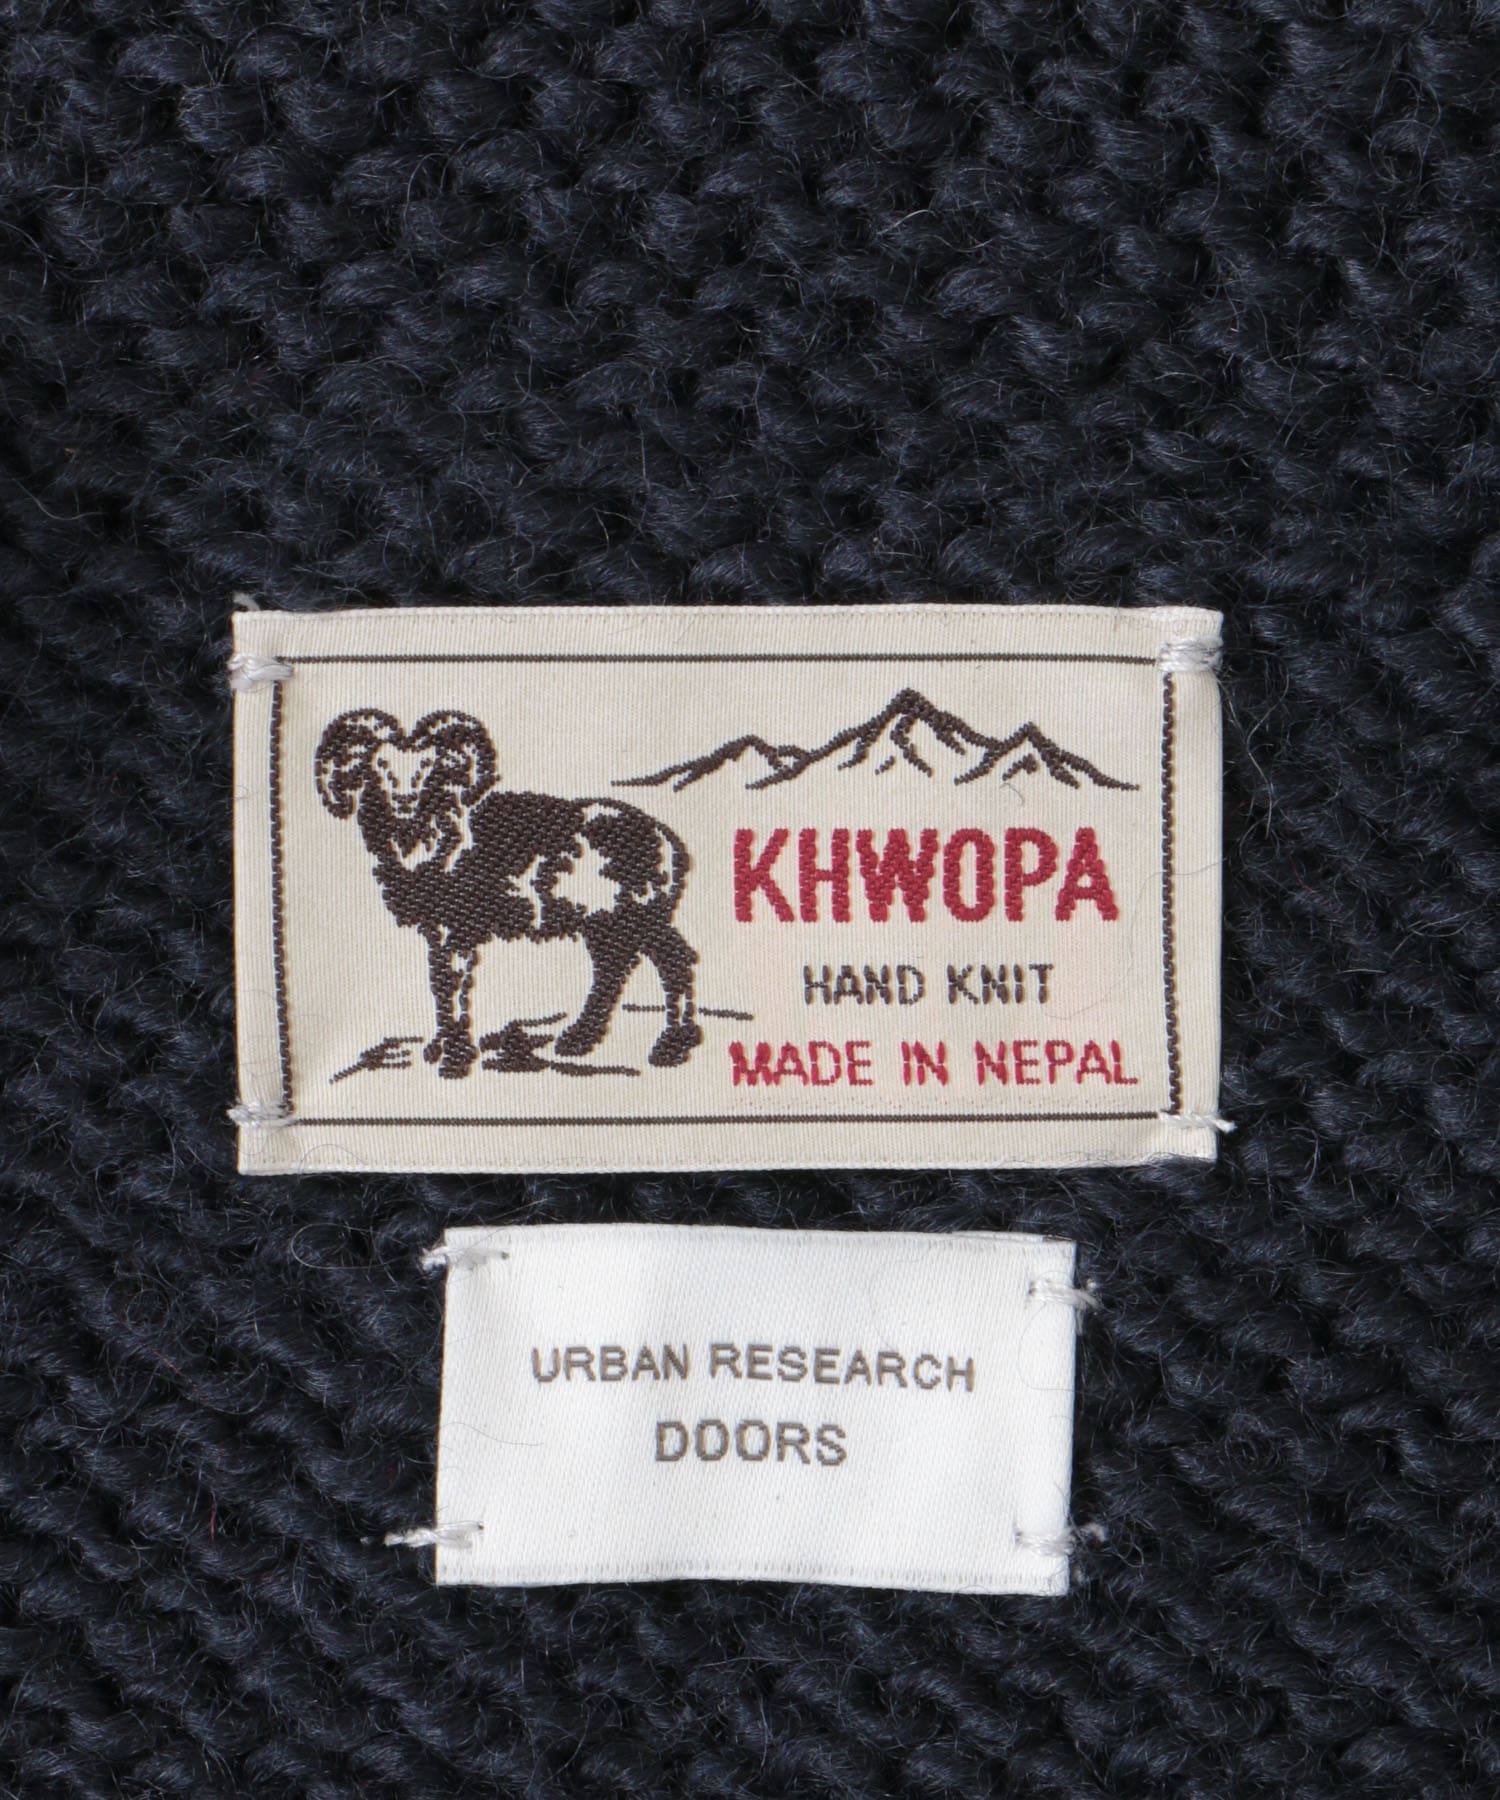 KHWOPA
HAND KNIT
MADE IN NEPAL
URBAN RESEARCH
DOORS